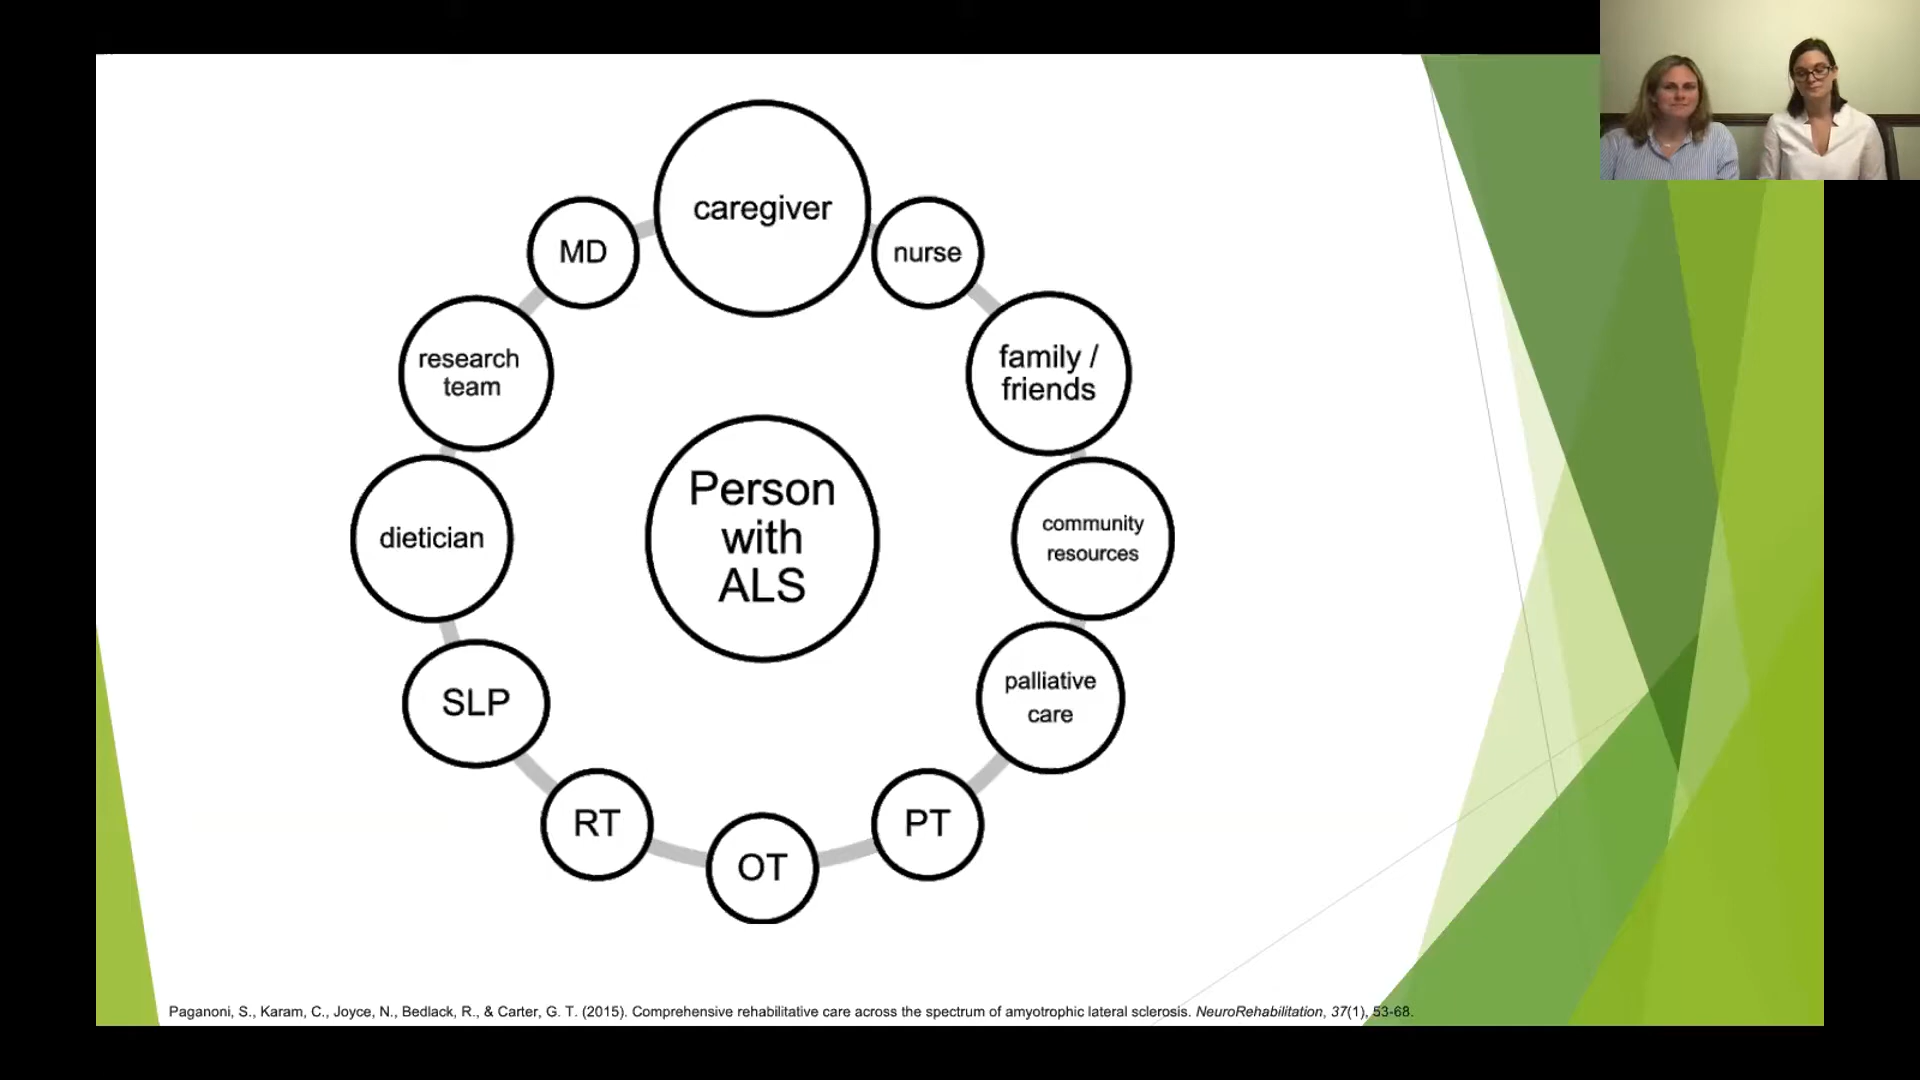 caregiver
MD
nurse
research
team
family /
friends
Person
with
ALS
dietician
community
resources
SLP
palliative
care
RT
PT
OT
Paganoni, S., Karam, C., Joyce, N., Bedlack, R., & Carter, G. T. (2015). Comprehensive rehabilitative care across the spectrum of amyotrophic lateral sclerosis. NeuroRehabilitation, 37(1), 53-68.